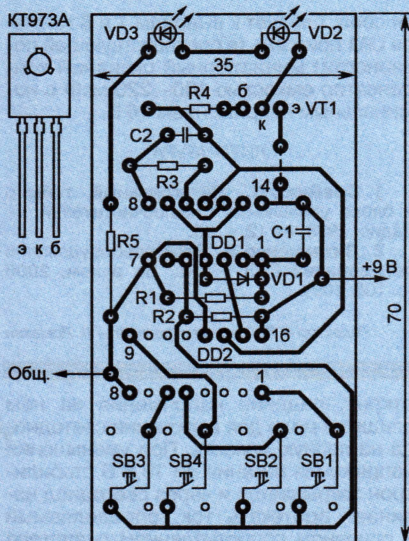 КТ973А
VD3
VD2
35
R4
б
к
э
VT1
C2
R3
8
14
э к б
R5
7
DD1
1
C1
VD1
+9 В
R1
R2
16
9
DD2
70
Общ.
8
1
SB3
SB4
SB2
SB1